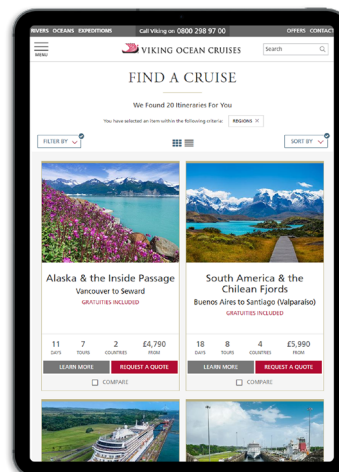 RIVERS OCEANS EXPEDITIONS Call Viking on 0800 298 97 00 OFFERS CONTACT
MENU VIKING OCEAN CRUISES Search
FIND A CRUISE
We Found 20 Itineraries For You
You have selected an item within the following criteria: REGIONS ×
FILTER BY SORT BY
Alaska & the Inside Passage
Vancouver to Seward
GRATUITIES INCLUDED
11 7 2 £4,790
DAYS TOURS COUNTRIES FROM
LEARN MORE REQUEST A QUOTE
COMPARE
South America & the
Chilean Fjords
Buenos Aires to Santiago (Valparaiso)
GRATUITIES INCLUDED
18 8 4 £5,990
DAYS TOURS COUNTRIES FROM
LEARN MORE REQUEST A QUOTE
COMPARE